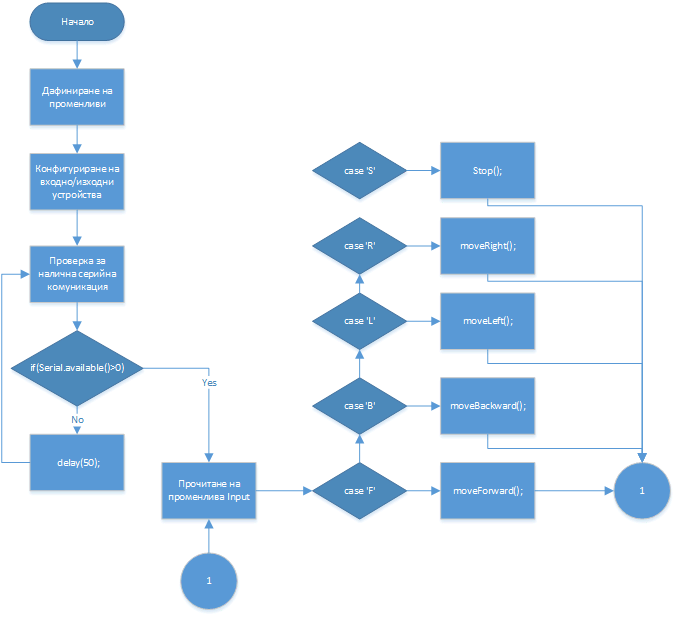 Начало
Дафиниране на
променливи
Конфигуриране на
входно/изходни
устройства
Проверка за
налична серийна
комуникация
if(Serial.available()>0)
Yes
No
delay(50);
Прочитане на
променлива Input
1
case 'S'
Stop();
case 'R'
moveRight();
case 'L'
moveLeft();
case 'B'
moveBackward();
case 'F'
moveForward();
1